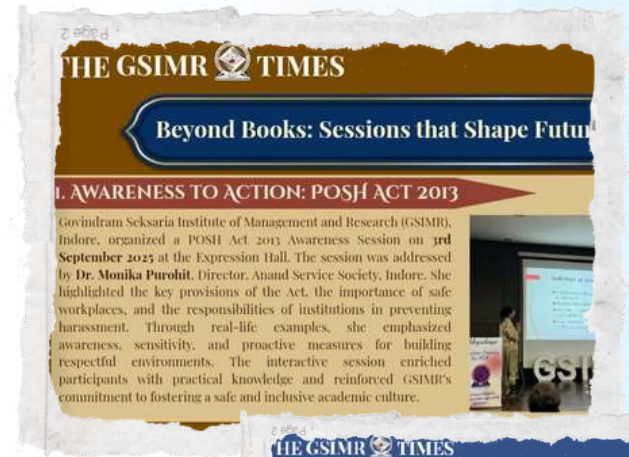 Page 2
THE GSIMR TIMES
Beyond Books: Sessions that Shape
1. AWARENESS TO ACTION: POSH ACT 2013
Govindram Seksaria Institute of Management and Research (GSIMR),
Indore, organized a POSH Act 2013 Awareness Session on 3rd
September 2025 at the Expression Hall. The session was addressed
by Dr. Monika Purohit, Director, Anand Service Society, Indore. She
highlighted the key provisions of the Act, the importance of safe
workplaces, and the responsibilities of institutions in preventing
harassment. Through real-life examples, she emphasized
awareness, sensitivity, and proactive measures for building
respectful environments. The interactive session enriched
participants with practical knowledge and reinforced GSIMR's
commitment to fostering a safe and inclusive academic culture.
Page 2
THE GSIMR TIMES